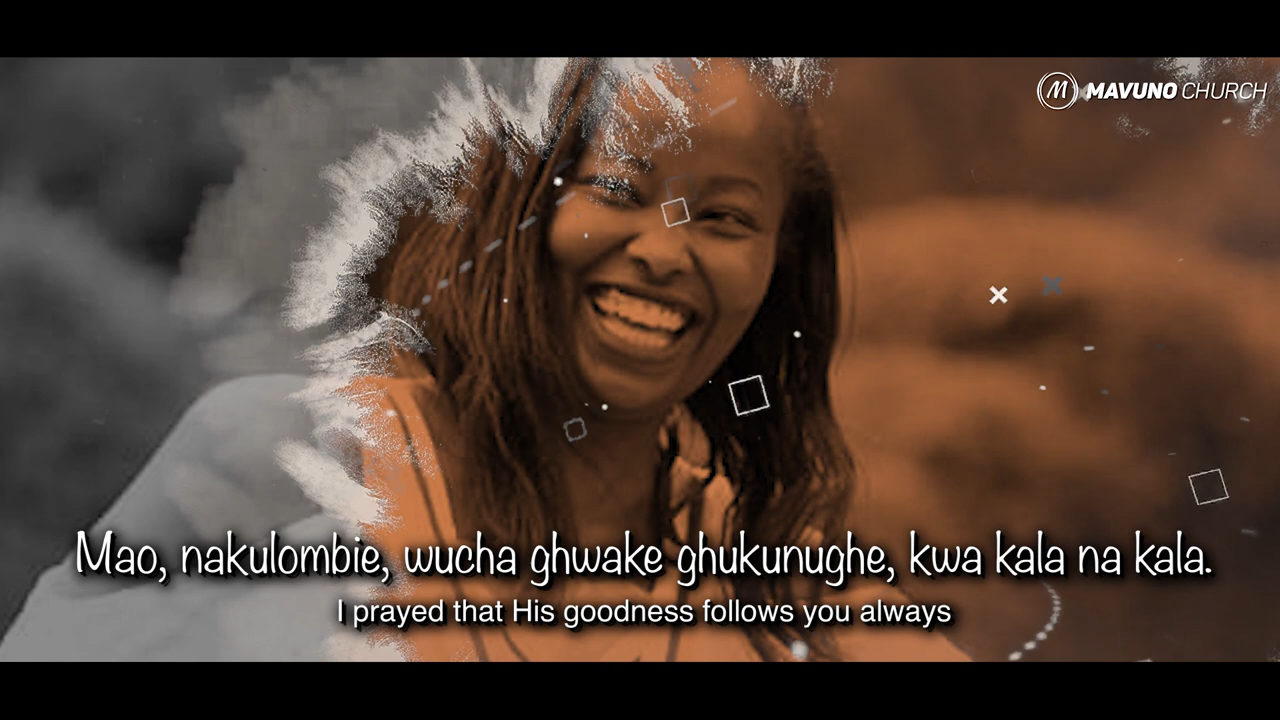 MAVUNO CHURCH
Mao, nakulombie, wucha ghwake ghukunughe, kwa kala na kala.
I prayed that His goodness follows you always